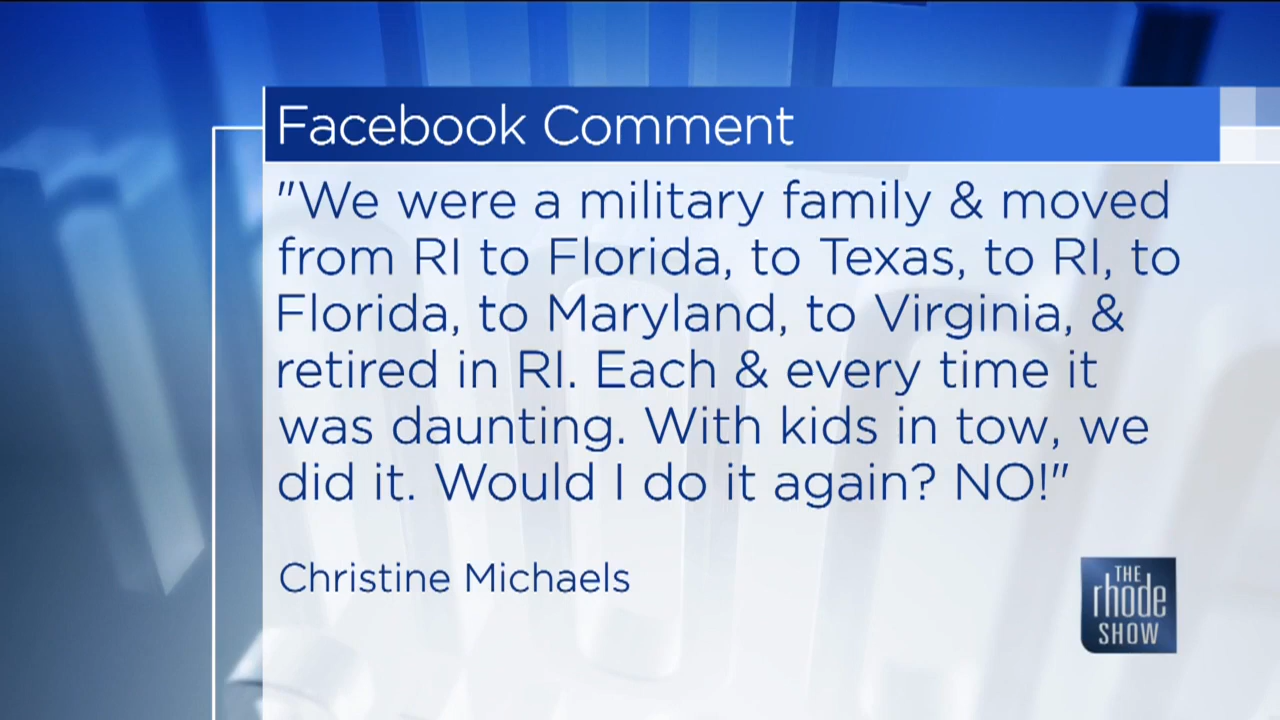 Facebook Comment
"We were a military family & moved
from RI to Florida, to Texas, to RI, to
Florida, to Maryland, to Virginia, &
retired in RI. Each & every time it
was daunting. With kids in tow, we
did it. Would I do it again? NO!"
Christine Michaels
THE
rhode
SHOW